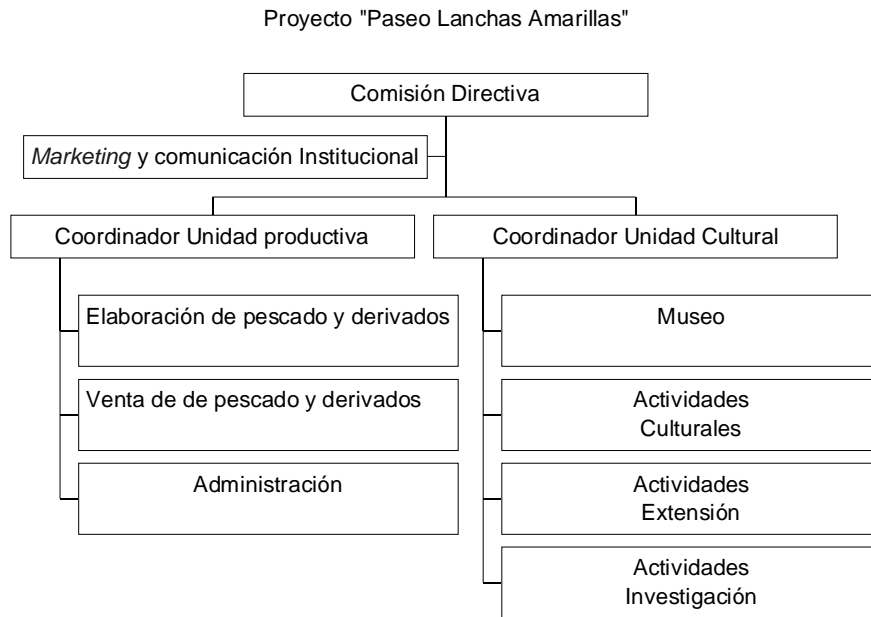 Proyecto "Paseo Lanchas Amarillas"
Comisión Directiva
Marketing y comunicación Institucional
Coordinador Unidad productiva
Coordinador Unidad Cultural
Elaboración de pescado y derivados
Venta de de pescado y derivados
Administración
Museo
Actividades
Culturales
Actividades
Extensión
Actividades
Investigación